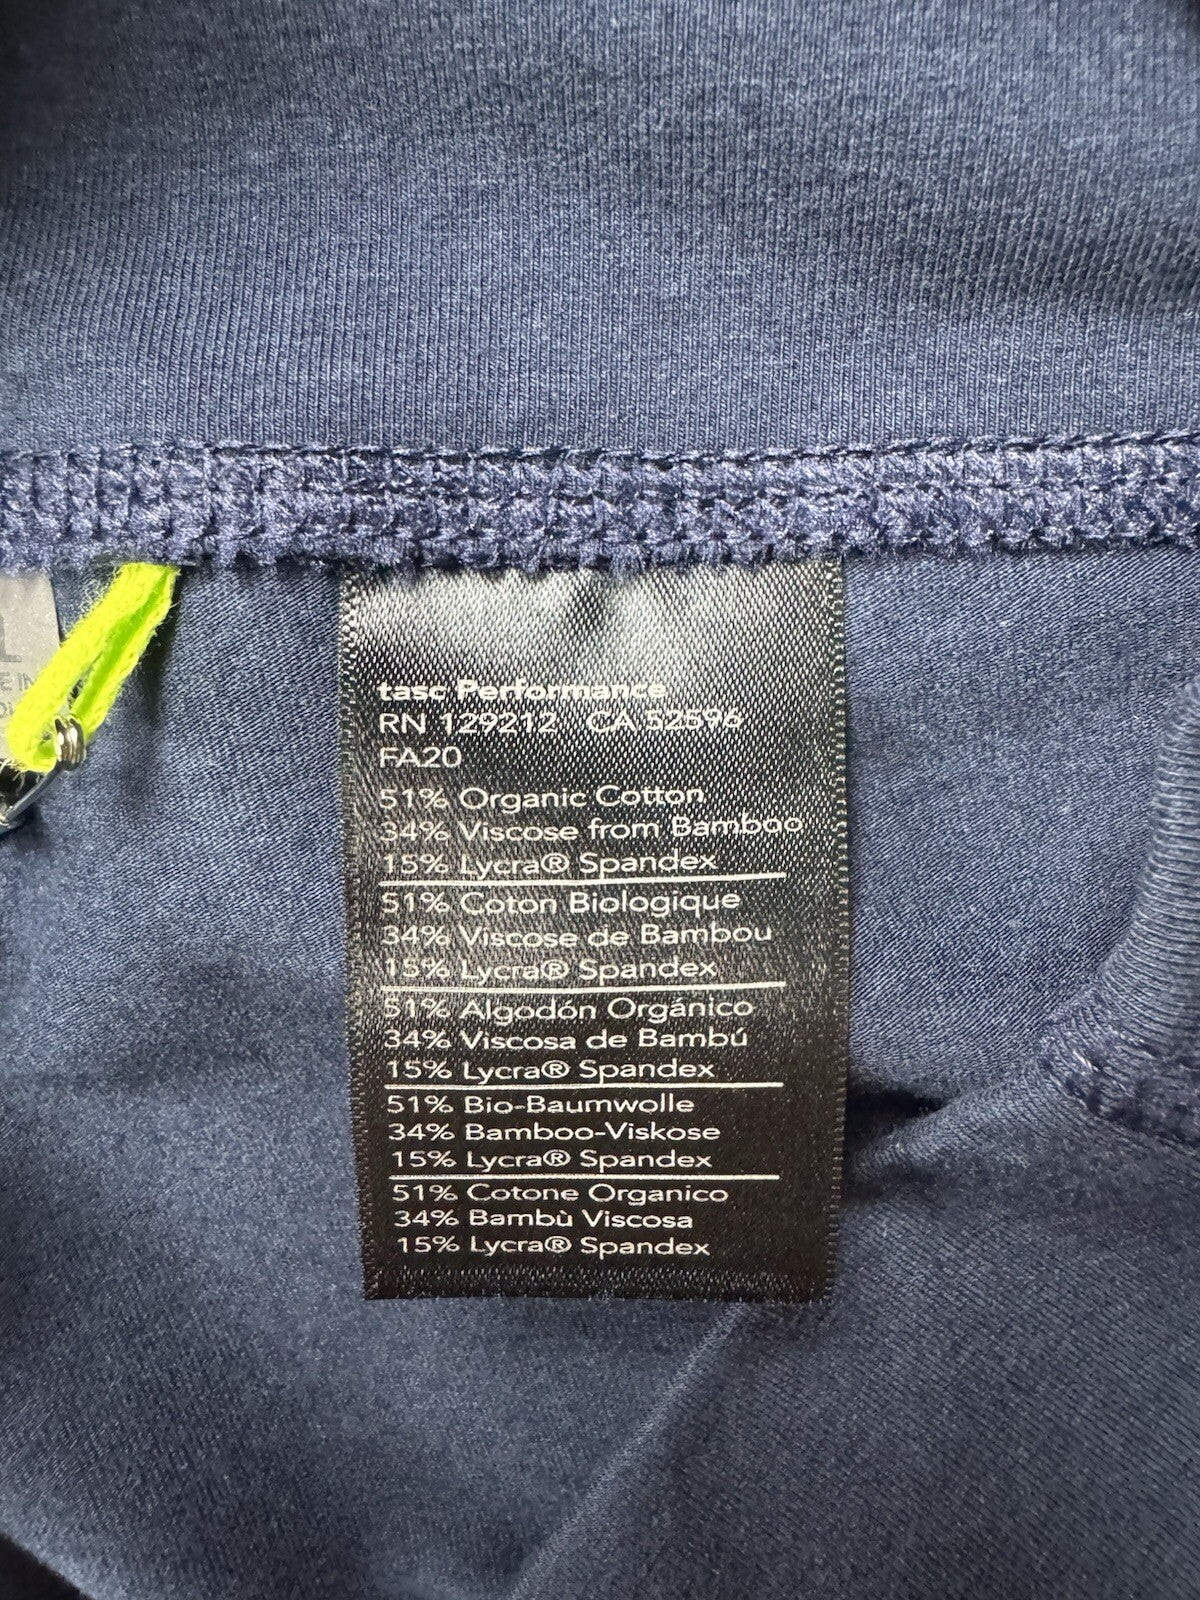 tasc Performance
RN 129212 CA 52596
FA20
51% Organic Cotton
34% Viscose from Bamboo
15% Lycra® Spandex
51% Coton Biologique
34% Viscose de Bambou
15% Lycra® Spandex
51% Algodón Orgánico
34% Viscosa de Bambú
15% Lycra® Spandex
51% Bio-Baumwolle
34% Bamboo-Viskose
15% Lycra® Spandex
51% Cotone Organico
34% Bambù Viscosa
15% Lycra® Spandex